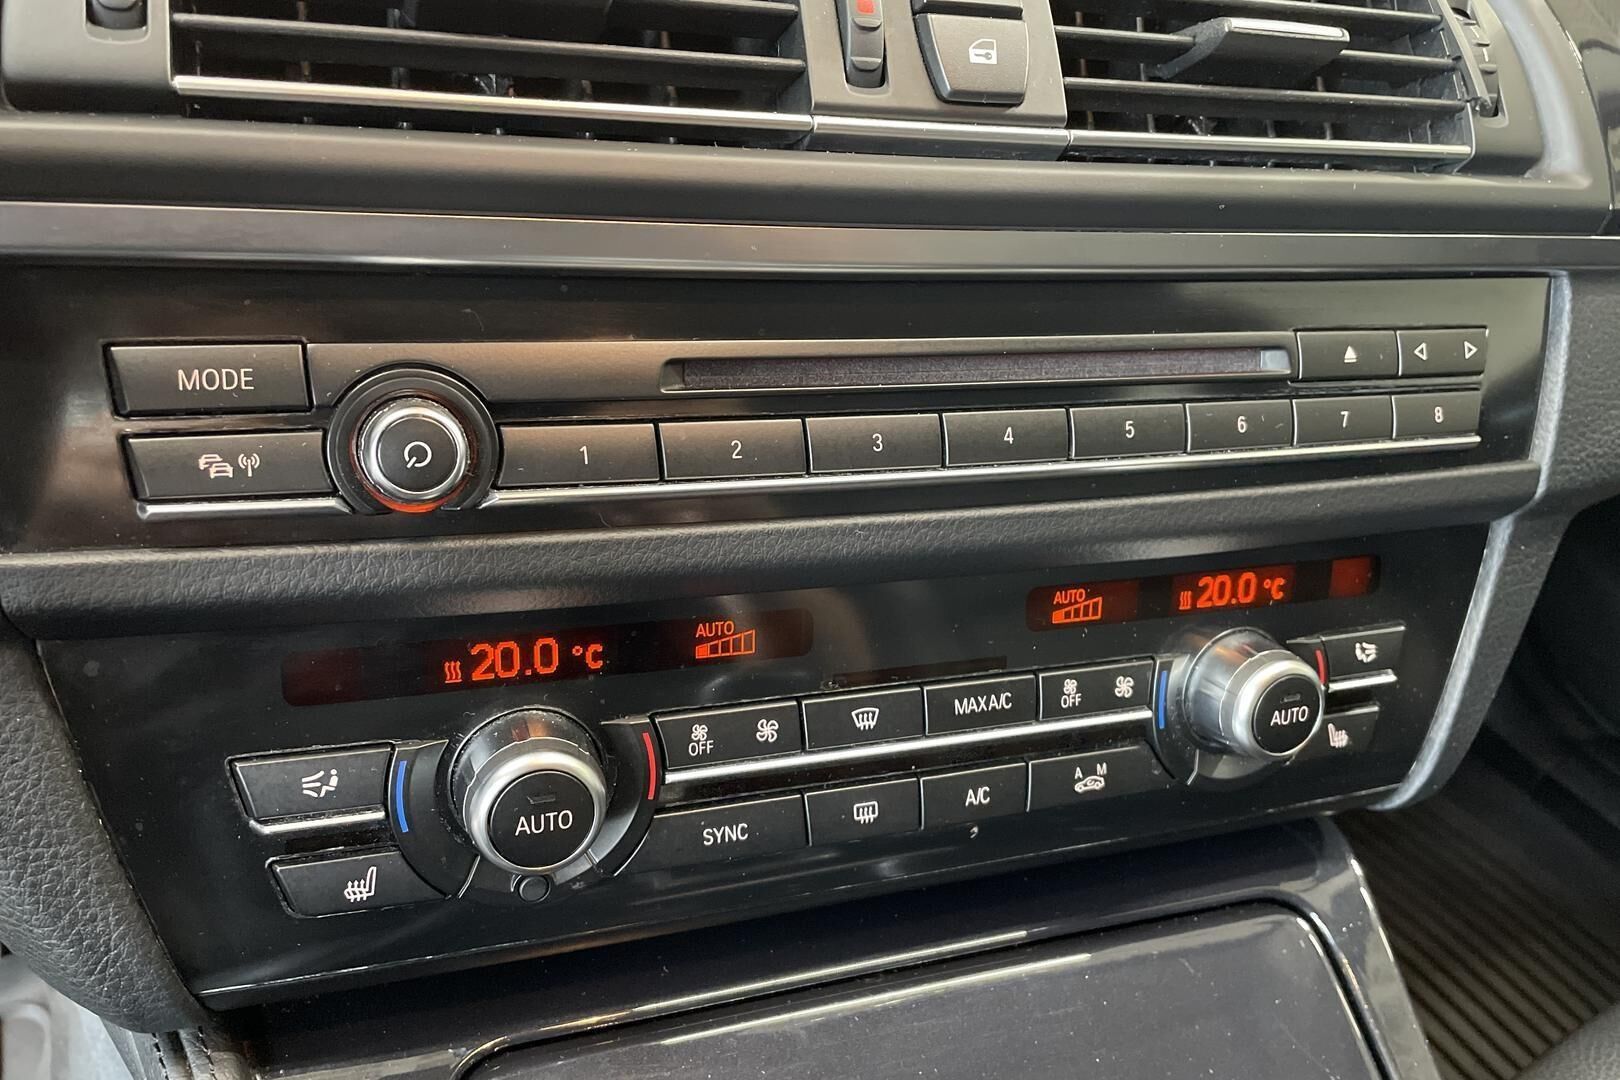 MODE
1 2 3 4 5 6 7 8
AUTO 20.0 °C
20.0 °C AUTO
OFF MAX A/C OFF
AUTO
AUTO
SYNC A/C A M